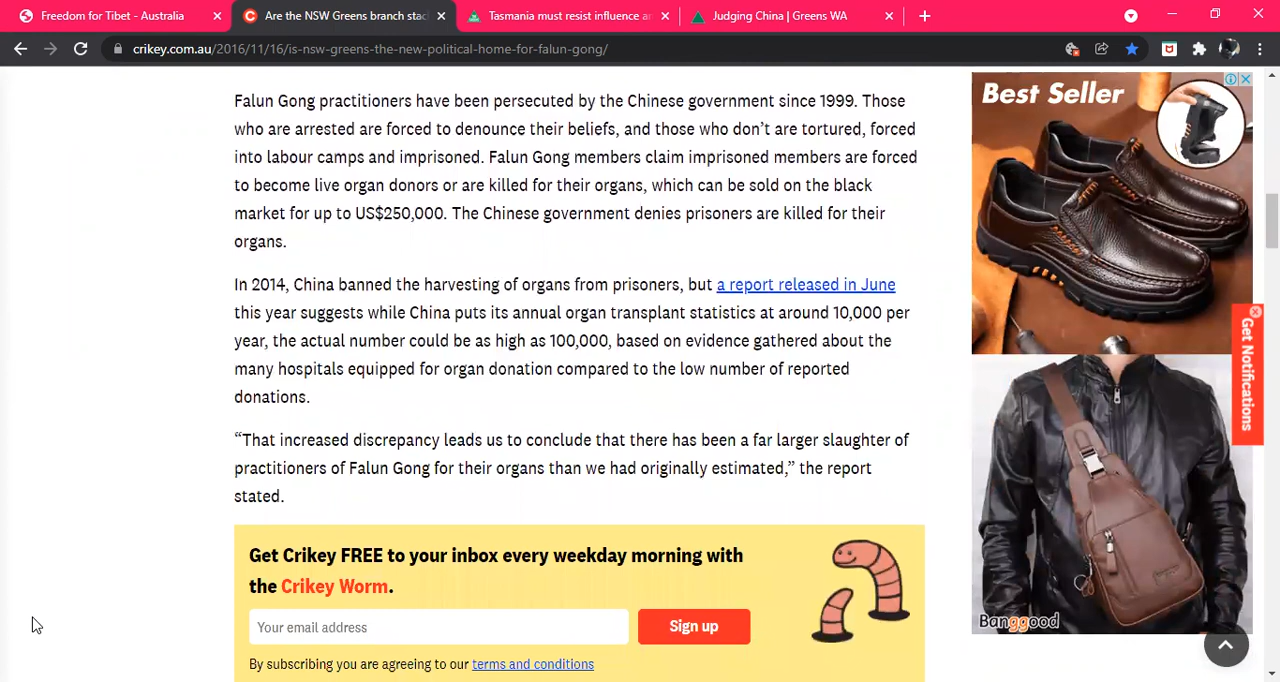 Freedom for Tibet - Australia
Are the NSW Greens branch stac
Tasmania must resist influence ar
Judging China | Greens WA
crikey.com.au/2016/11/16/is-nsw-greens-the-new-political-home-for-falun-gong/
Falun Gong practitioners have been persecuted by the Chinese government since 1999. Those
who are arrested are forced to denounce their beliefs, and those who don’t are tortured, forced
into labour camps and imprisoned. Falun Gong members claim imprisoned members are forced
to become live organ donors or are killed for their organs, which can be sold on the black
market for up to US$250,000. The Chinese government denies prisoners are killed for their
organs.
In 2014, China banned the harvesting of organs from prisoners, but a report released in June
this year suggests while China puts its annual organ transplant statistics at around 10,000 per
year, the actual number could be as high as 100,000, based on evidence gathered about the
many hospitals equipped for organ donation compared to the low number of reported
donations.
“That increased discrepancy leads us to conclude that there has been a far larger slaughter of
practitioners of Falun Gong for their organs than we had originally estimated,” the report
stated.
Get Crikey FREE to your inbox every weekday morning with
the Crikey Worm.
Your email address
Sign up
By subscribing you are agreeing to our terms and conditions
Best Seller
Banggood
Get Notifications